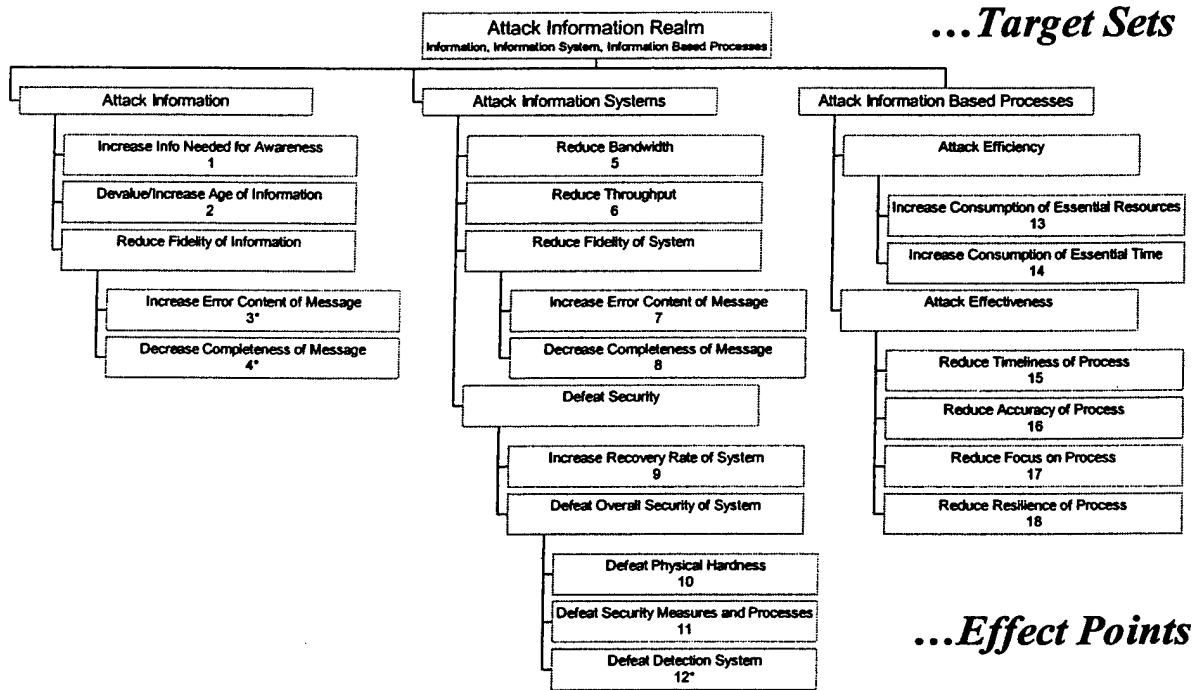 ...Target Sets
Attack Information Realm
Information, Information System, Information Based Processes
Attack Information
Increase Info Needed for Awareness
1
Devalue/Increase Age of Information
2
Reduce Fidelity of Information
Increase Error Content of Message
3*
Decrease Completeness of Message
4*
Attack Information Systems
Reduce Bandwidth
5
Reduce Throughput
6
Reduce Fidelity of System
Increase Error Content of Message
7
Decrease Completeness of Message
8
Defeat Security
Increase Recovery Rate of System
9
Defeat Overall Security of System
Defeat Physical Hardness
10
Defeat Security Measures and Processes
11
Defeat Detection System
12*
Attack Information Based Processes
Attack Efficiency
Increase Consumption of Essential Resources
13
Increase Consumption of Essential Time
14
Attack Effectiveness
Reduce Timeliness of Process
15
Reduce Accuracy of Process
16
Reduce Focus on Process
17
Reduce Resilience of Process
18
...Effect Points